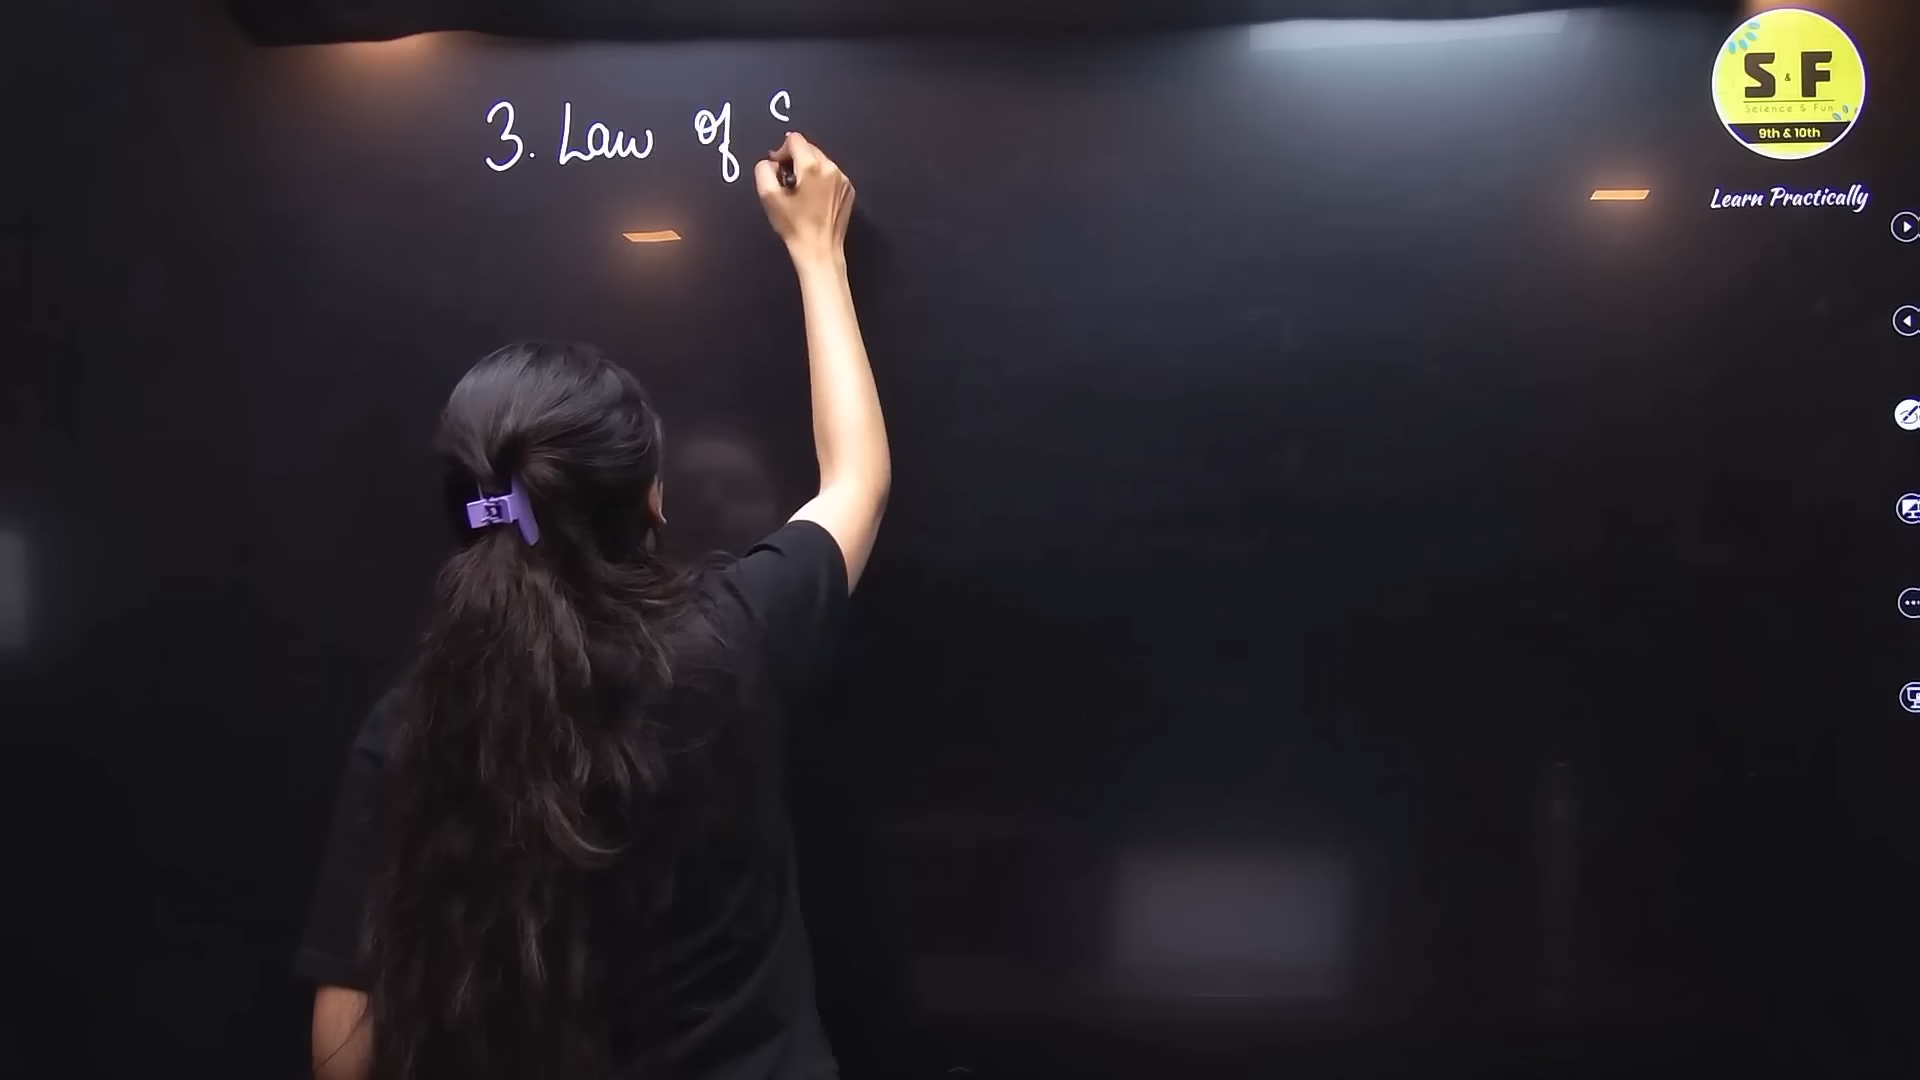 3. Law of
S & F
Science & Fun
9th & 10th
Learn Practically